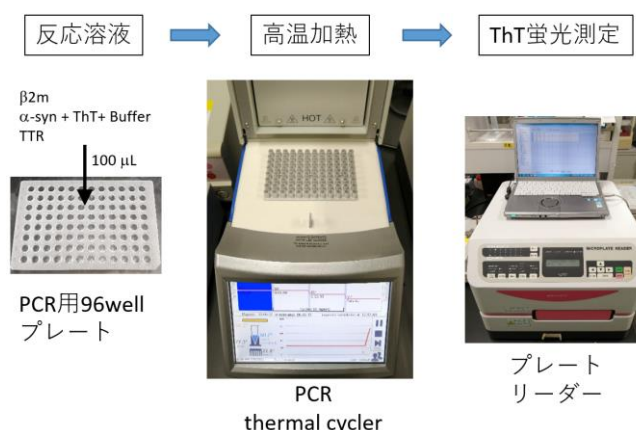 反応溶液
高温加熱
ThT蛍光測定
β2m
α-syn + ThT+ Buffer
TTR
100 μL
PCR用96well
プレート
HOT
PCR
thermal cycler
MICROPLATE READER
プレート
リーダー